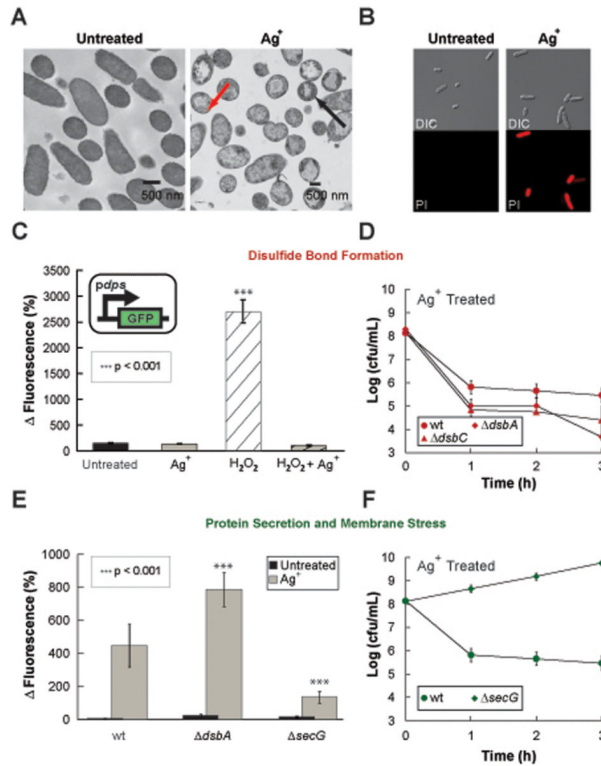 A
Untreated
Ag+
500 nm
500 nm
B
Untreated
Ag+
DIC
DIC
PI
PI
C
Disulfide Bond Formation
pdps
GFP
*** p < 0.001
***
Δ Fluorescence (%)
3500
3000
2500
2000
1500
1000
500
0
Untreated
Ag+
H2O2
H2O2 + Ag+
D
Ag+ Treated
Log (cfu/mL)
10
9
8
7
6
5
4
3
wt
ΔdsbA
ΔdsbC
0
1
2
3
Time (h)
E
Protein Secretion and Membrane Stress
*** p < 0.001
Untreated
Ag+
***
***
Δ Fluorescence (%)
1000
800
600
400
200
0
wt
ΔdsbA
ΔsecG
F
Ag+ Treated
Log (cfu/mL)
10
9
8
7
6
5
4
3
wt
ΔsecG
0
1
2
3
Time (h)